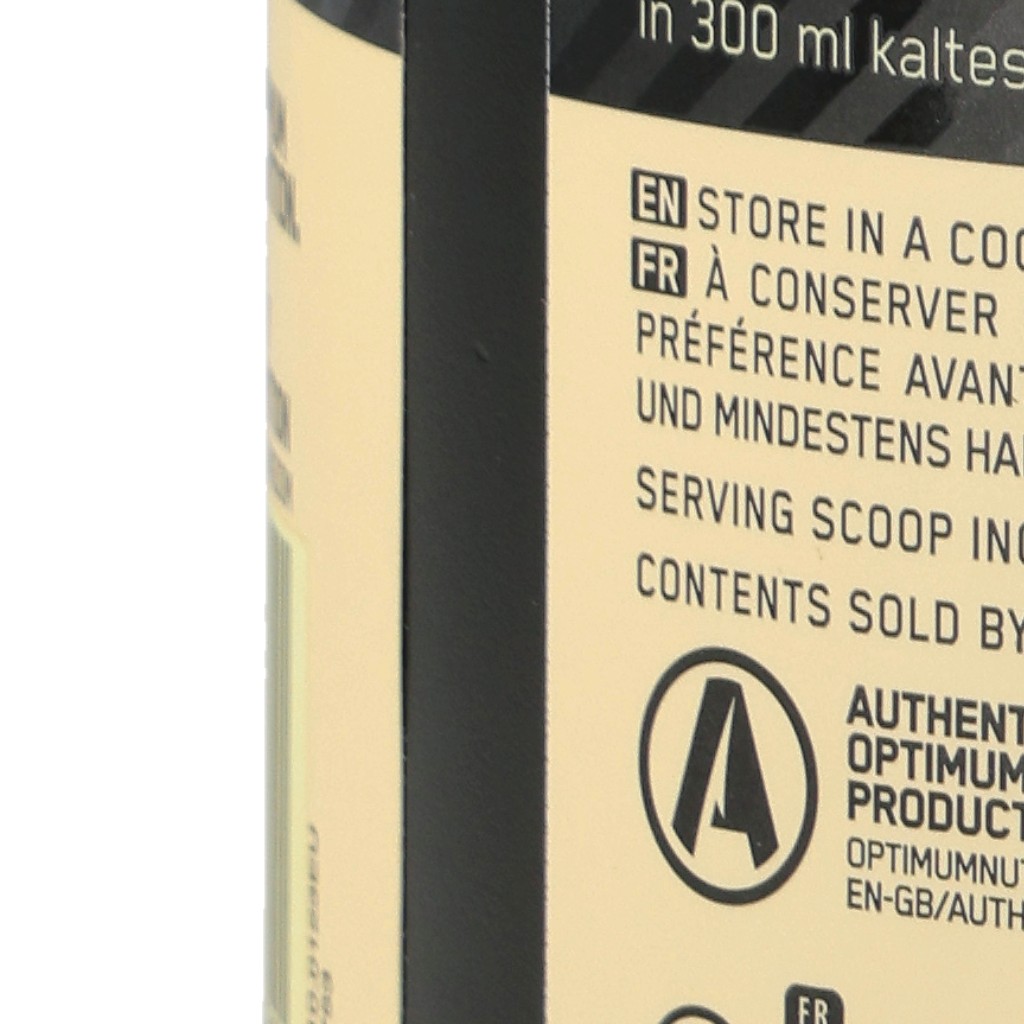 in 300 ml kaltes
EN STORE IN A COO
FR À CONSERVER
PRÉFÉRENCE AVANT
UND MINDESTENS HA
SERVING SCOOP INC
CONTENTS SOLD BY
A
AUTHENT
OPTIMUM
PRODUCT
OPTIMUMNUT
EN-GB/AUTH
FR